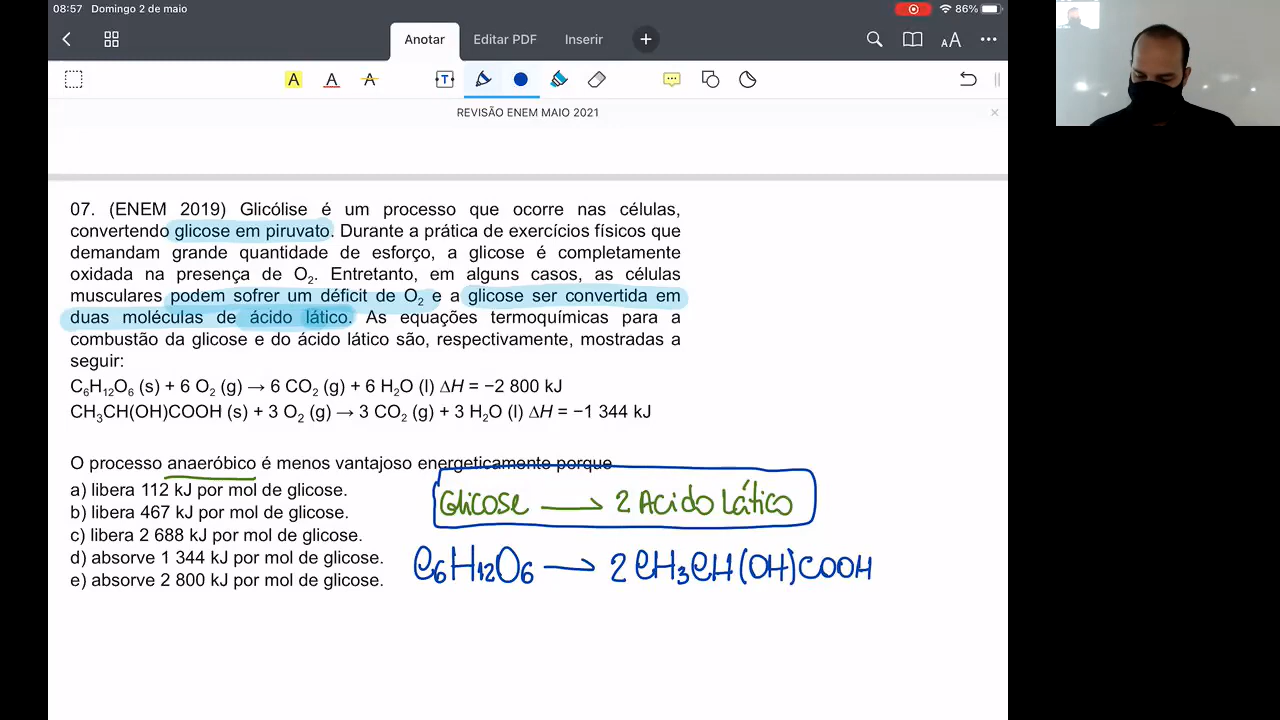 08:57 Domingo 2 de maio
86%
Anotar
Editar PDF
Inserir
+
AA
A A A
T
REVISÃO ENEM MAIO 2021
07. (ENEM 2019) Glicólise é um processo que ocorre nas células,
convertendo glicose em piruvato. Durante a prática de exercícios físicos que
demandam grande quantidade de esforço, a glicose é completamente
oxidada na presença de O₂. Entretanto, em alguns casos, as células
musculares podem sofrer um déficit de O₂ e a glicose ser convertida em
duas moléculas de ácido lático. As equações termoquímicas para a
combustão da glicose e do ácido lático são, respectivamente, mostradas a
seguir:
C₆H₁₂O₆ (s) + 6 O₂ (g) → 6 CO₂ (g) + 6 H₂O (l) ΔH = −2 800 kJ
CH₃CH(OH)COOH (s) + 3 O₂ (g) → 3 CO₂ (g) + 3 H₂O (l) ΔH = −1 344 kJ
O processo anaeróbico é menos vantajoso energeticamente porque
a) libera 112 kJ por mol de glicose.
b) libera 467 kJ por mol de glicose.
c) libera 2 688 kJ por mol de glicose.
d) absorve 1 344 kJ por mol de glicose.
e) absorve 2 800 kJ por mol de glicose.
Glicose → 2 Acido Lático
C₆H₁₂O₆ → 2 CH₃CH(OH)COOH